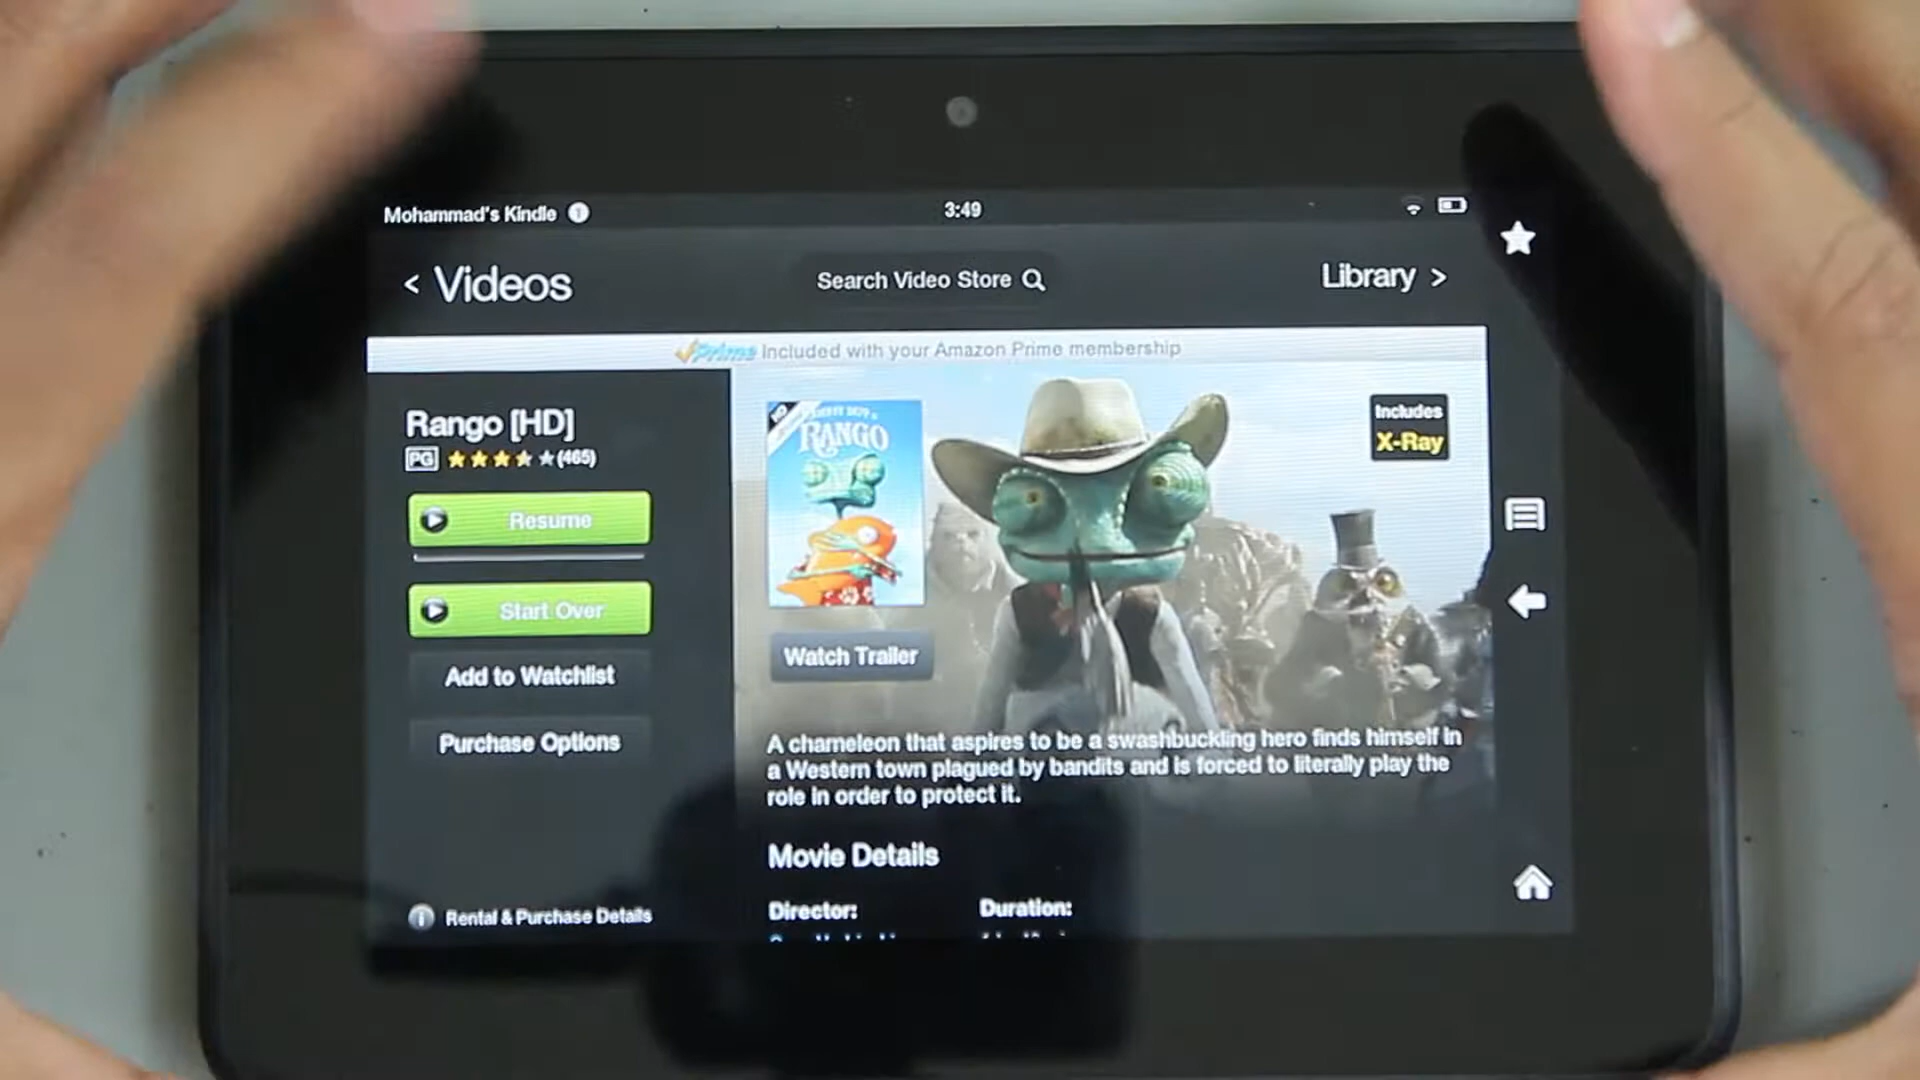 Mohammad's Kindle 1
3:49
< Videos
Search Video Store
Library >
Prime Included with your Amazon Prime membership
Rango [HD]
PG (465)
Resume
Start Over
Add to Watchlist
Purchase Options
Rental & Purchase Details
HD
RANGO
Includes
X-Ray
Watch Trailer
A chameleon that aspires to be a swashbuckling hero finds himself in
a Western town plagued by bandits and is forced to literally play the
role in order to protect it.
Movie Details
Director:
Duration: